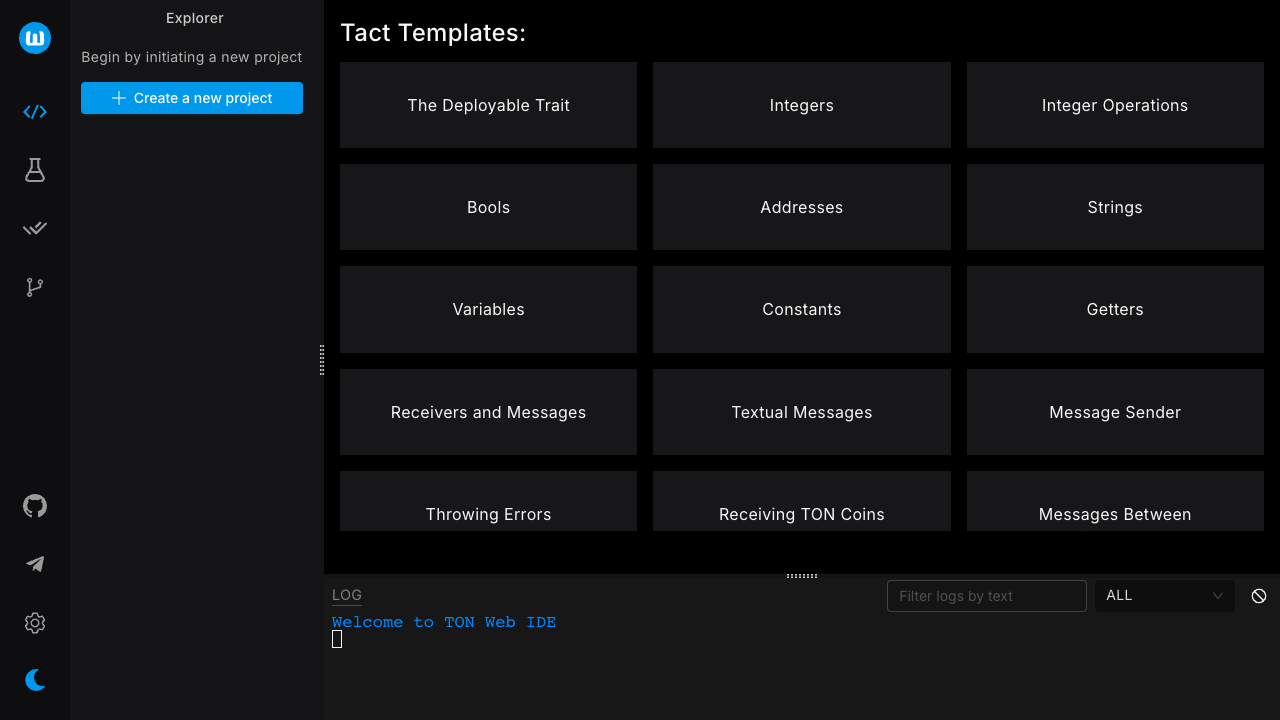 Explorer
Begin by initiating a new project
Create a new project
Tact Templates:
The Deployable Trait
Integers
Integer Operations
Bools
Addresses
Strings
Variables
Constants
Getters
Receivers and Messages
Textual Messages
Message Sender
Throwing Errors
Receiving TON Coins
Messages Between
LOG
Filter logs by text
ALL
Welcome to TON Web IDE